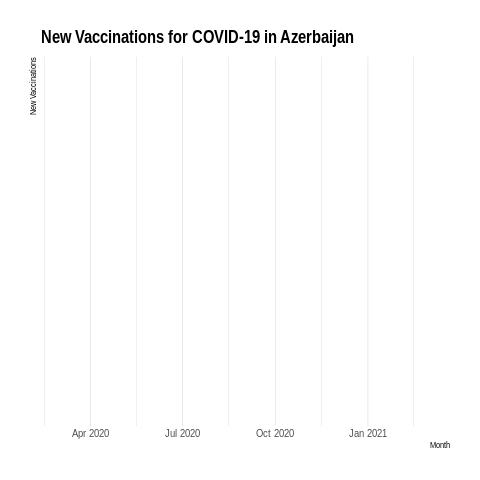 New Vaccinations for COVID-19 in Azerbaijan
New Vaccinations
Apr 2020
Jul 2020
Oct 2020
Jan 2021
Month